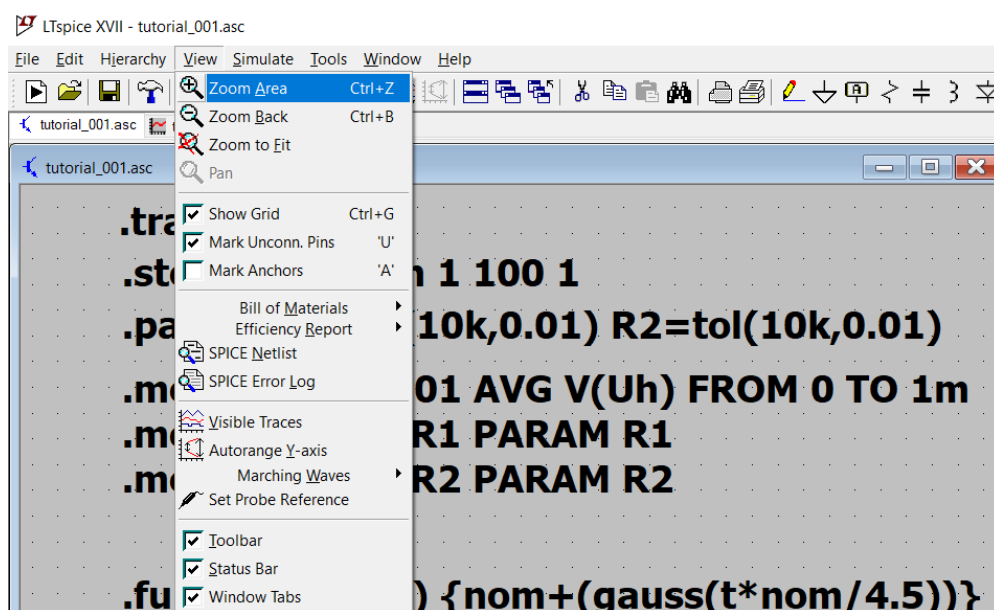 LTspice XVII - tutorial_001.asc
File Edit Hierarchy View Simulate Tools Window Help
Zoom Area Ctrl+Z
Zoom Back Ctrl+B
tutorial_001.asc
Zoom to Fit
tutorial_001.asc
Pan
Show Grid Ctrl+G
.tra
Mark Unconn. Pins 'U'
Mark Anchors 'A'
.ste 1 100 1
Bill of Materials
Efficiency Report
.pa 10k,0.01) R2=tol(10k,0.01)
SPICE Netlist
SPICE Error Log
.me 01 AVG V(Uh) FROM 0 TO 1m
Visible Traces
.me R1 PARAM R1
Autorange Y-axis
Marching Waves
.me R2 PARAM R2
Set Probe Reference
Toolbar
Status Bar
Window Tabs
.fu ) {nom+(gauss(t*nom/4.5))}